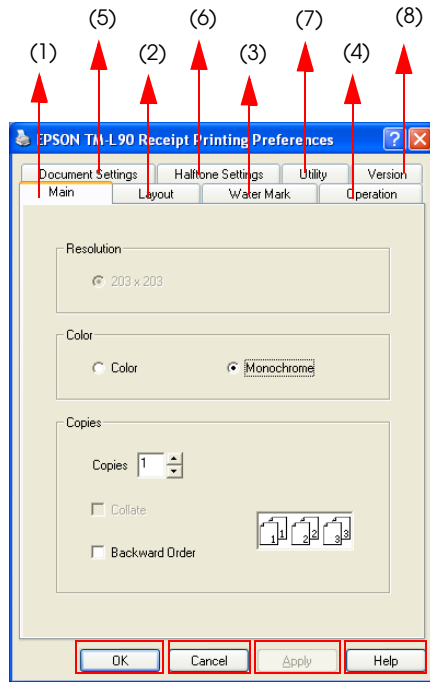 (5) (6) (7) (8)
(1) (2) (3) (4)
EPSON TM-L90 Receipt Printing Preferences
Document Settings Halftone Settings Utility Version
Main Layout Water Mark Operation
Resolution
203 x 203
Color
Color Monochrome
Copies
Copies 1
Collate
1 1 2 2 3 3
Backward Order
OK Cancel Apply Help